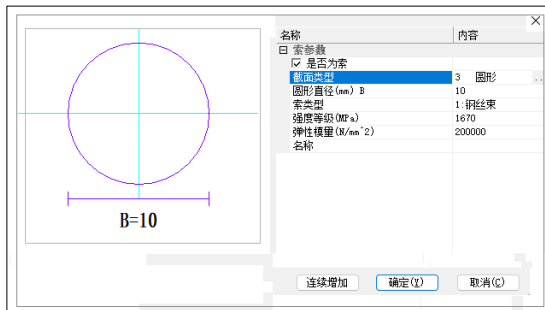 名称 内容
索参数
是否为索
截面类型 3 圆形 ..
圆形直径(mm) B 10
索类型 1:钢丝束
强度等级(MPa) 1670
弹性模量(N/mm^2) 200000
名称
B=10
连续增加 确定(Y) 取消(C)